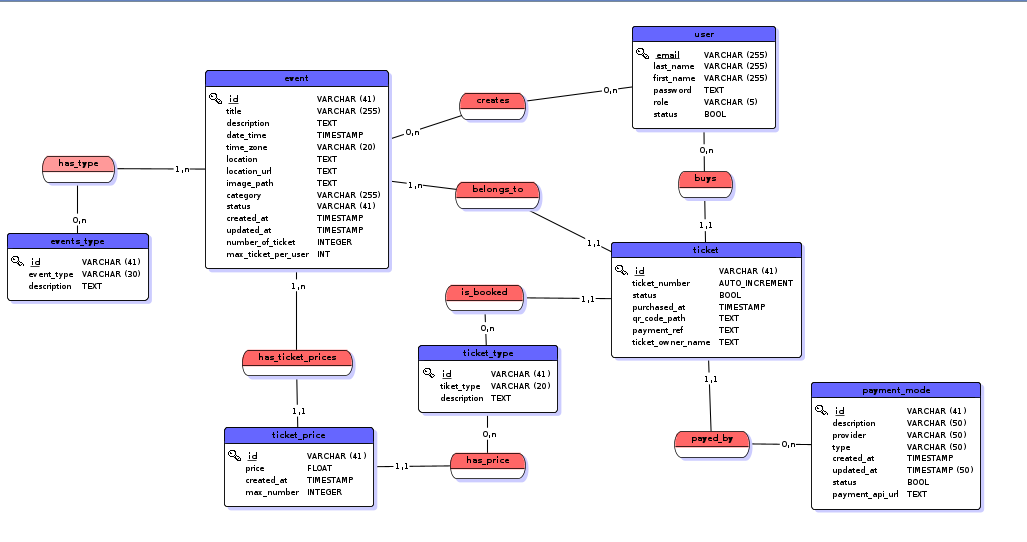 user
email VARCHAR (255)
last_name VARCHAR (255)
first_name VARCHAR (255)
password TEXT
role VARCHAR (5)
status BOOL
event
id VARCHAR (41)
title VARCHAR (255)
description TEXT
date_time TIMESTAMP
time_zone VARCHAR (20)
location TEXT
location_url TEXT
image_path TEXT
category VARCHAR (255)
status VARCHAR (41)
created_at TIMESTAMP
updated_at TIMESTAMP
number_of_ticket INTEGER
max_ticket_per_user INT
creates
0,n
0,n
has_type
1,n
0,n
events_type
id VARCHAR (41)
event_type VARCHAR (30)
description TEXT
belongs_to
1,n
1,1
0,n
buys
1,1
ticket
id VARCHAR (41)
ticket_number AUTO_INCREMENT
status BOOL
purchased_at TIMESTAMP
qr_code_path TEXT
payment_ref TEXT
ticket_owner_name TEXT
is_booked
1,1
0,n
ticket_type
id VARCHAR (41)
tiket_type VARCHAR (20)
description TEXT
1,n
has_ticket_prices
1,1
ticket_price
id VARCHAR (41)
price FLOAT
created_at TIMESTAMP
max_number INTEGER
0,n
has_price
1,1
1,1
payed_by
0,n
payment_mode
id VARCHAR (41)
description VARCHAR (50)
provider VARCHAR (50)
type VARCHAR (50)
created_at TIMESTAMP
updated_at TIMESTAMP (50)
status BOOL
payment_api_url TEXT